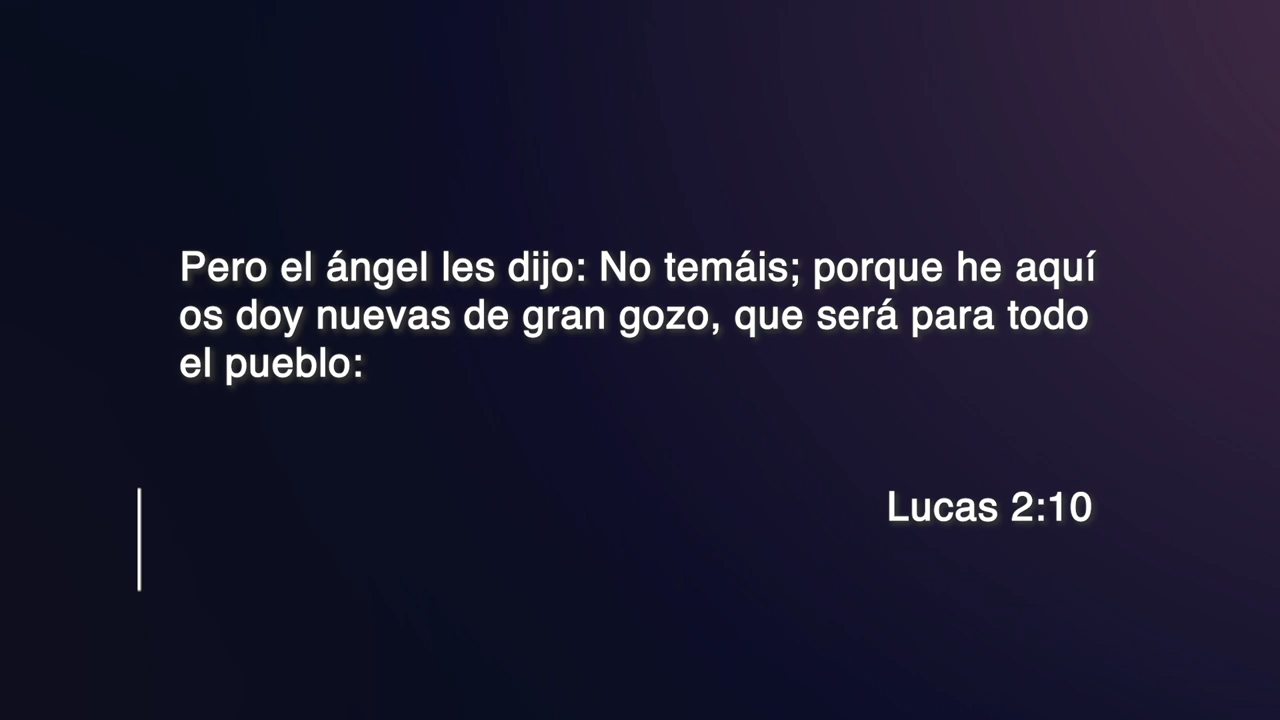 Pero el ángel les dijo: No temáis; porque he aquí
os doy nuevas de gran gozo, que será para todo
el pueblo:
Lucas 2:10